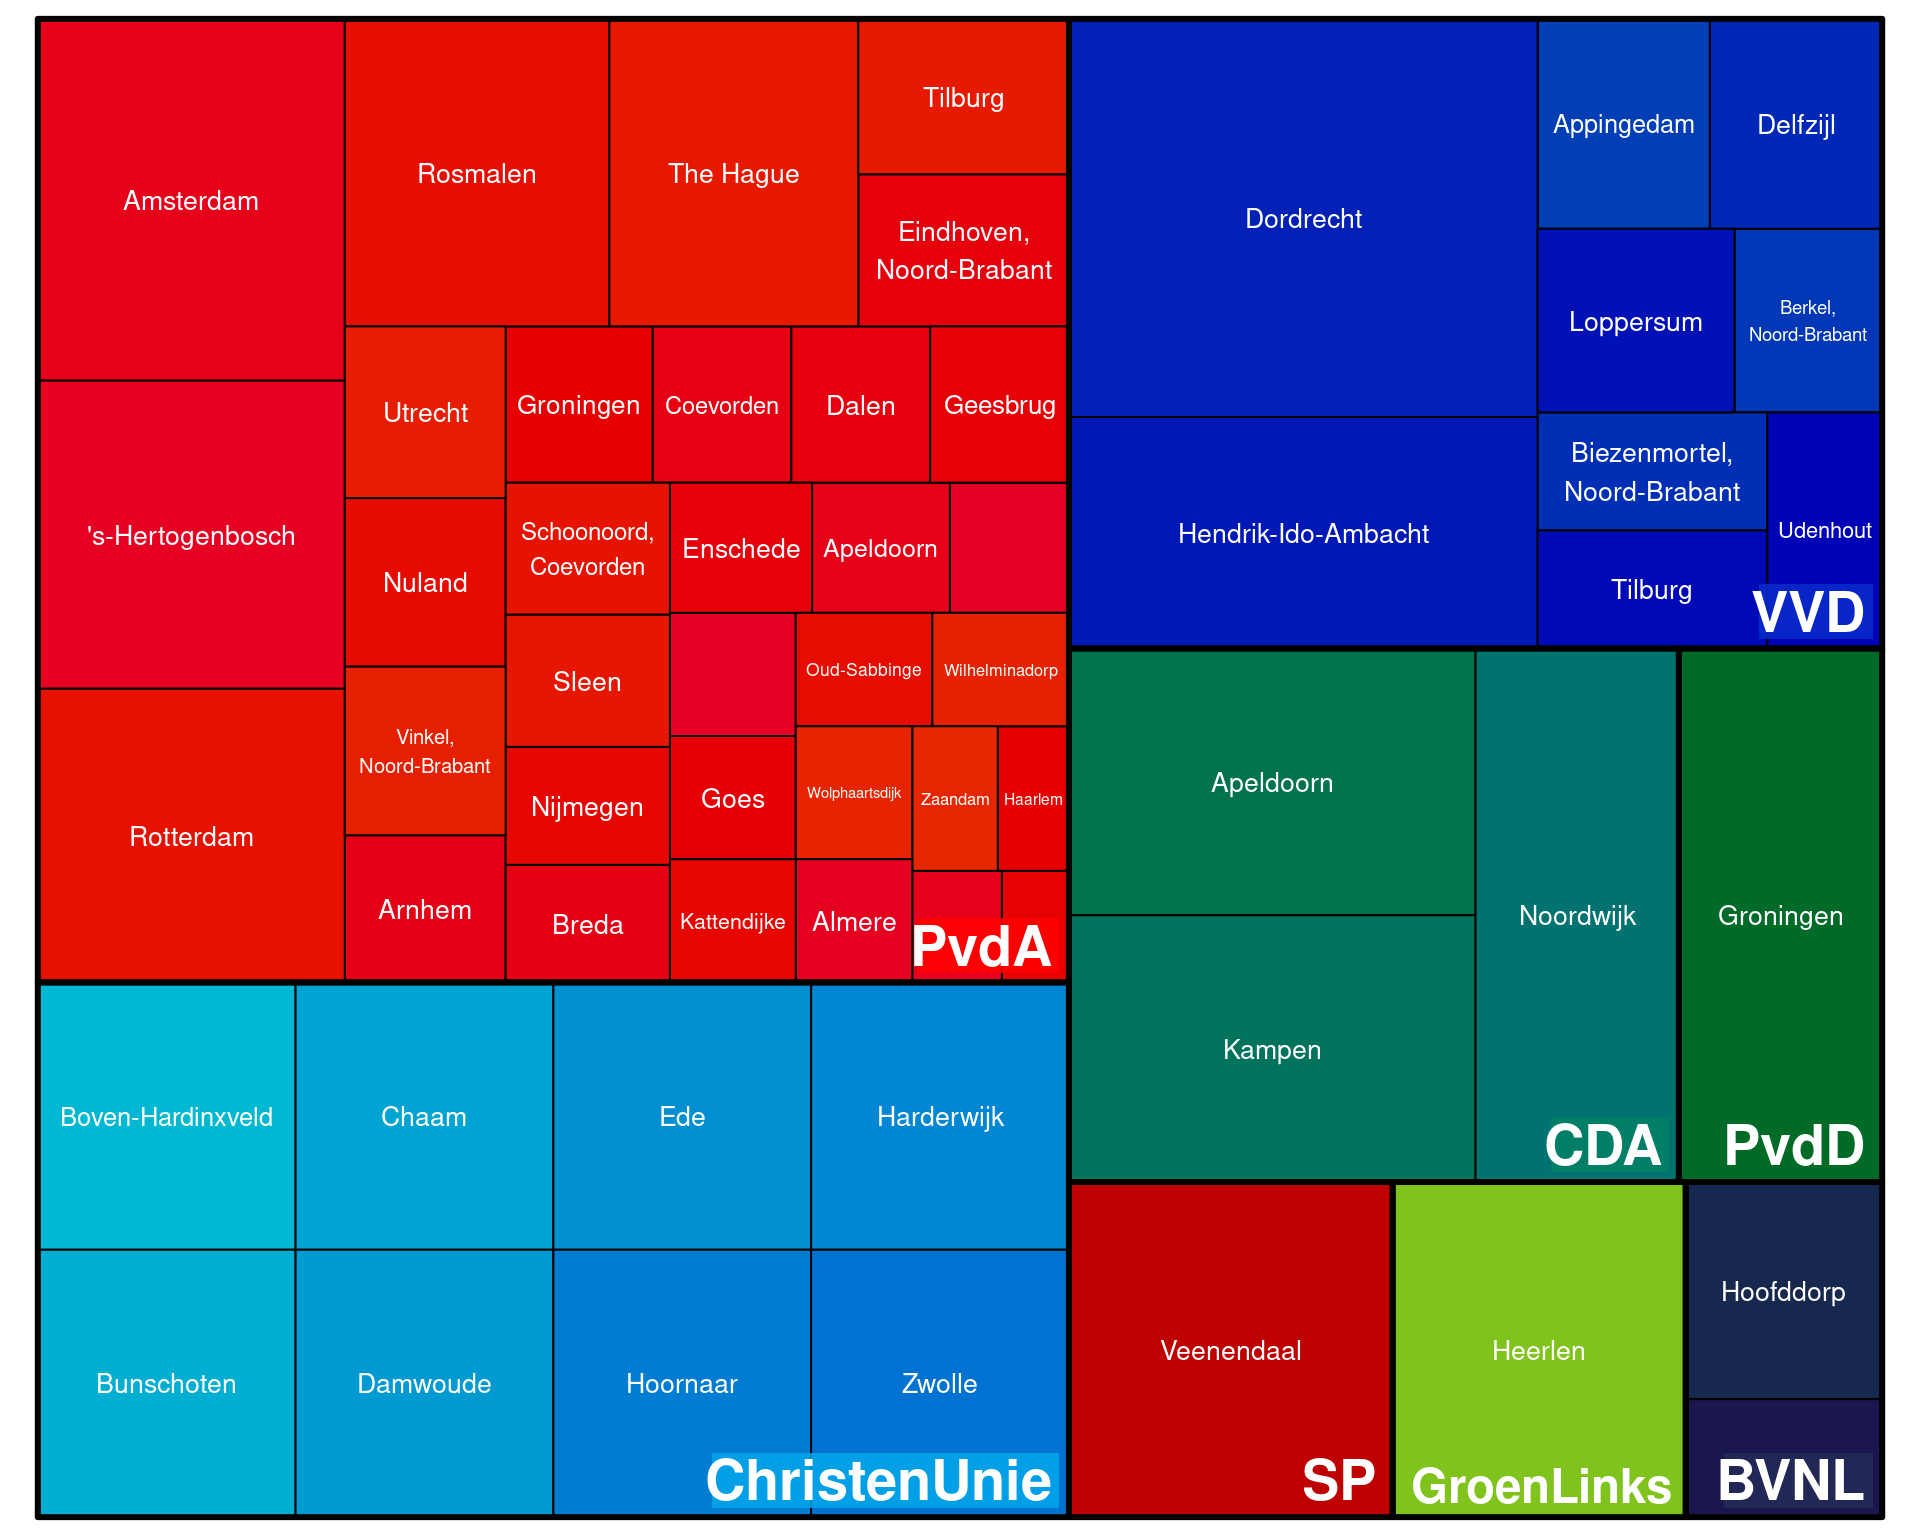 Amsterdam
's-Hertogenbosch
Rotterdam
Rosmalen
The Hague
Tilburg
Eindhoven,
Noord-Brabant
Utrecht
Nuland
Vinkel,
Noord-Brabant
Arnhem
Groningen
Coevorden
Dalen
Geesbrug
Schoonoord,
Coevorden
Sleen
Nijmegen
Breda
Enschede
Apeldoorn
Oud-Sabbinge
Wilhelminadorp
Goes
Kattendijke
Wolphaartsdijk
Zaandam
Haarlem
Almere
PvdA
Boven-Hardinxveld
Chaam
Ede
Harderwijk
Bunschoten
Damwoude
Hoornaar
Zwolle
ChristenUnie
Dordrecht
Hendrik-Ido-Ambacht
Appingedam
Delfzijl
Loppersum
Berkel,
Noord-Brabant
Biezenmortel,
Noord-Brabant
Tilburg
Udenhout
VVD
Apeldoorn
Kampen
Noordwijk
CDA
Groningen
PvdD
Veenendaal
SP
Heerlen
GroenLinks
Hoofddorp
BVNL